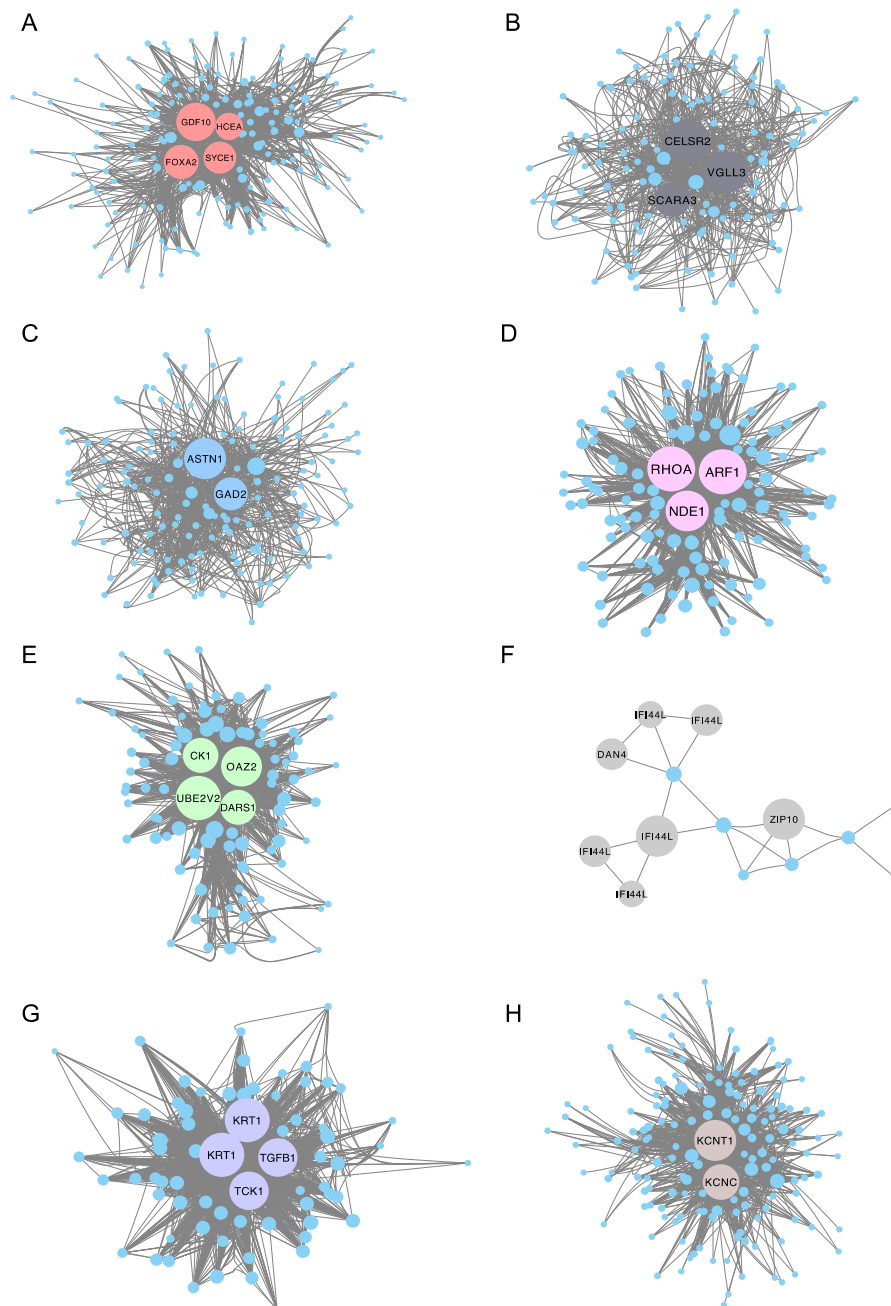 A
GDF10
HCEA
FOXA2
SYCE1
B
CELSR2
VGLL3
SCARA3
C
ASTN1
GAD2
D
RHOA
ARF1
NDE1
E
CK1
OAZ2
UBE2V2
DARS1
F
IFI44L
IFI44L
DAN4
ZIP10
IFI44L
IFI44L
IFI44L
G
KRT1
KRT1
TGFB1
TCK1
H
KCNT1
KCNC